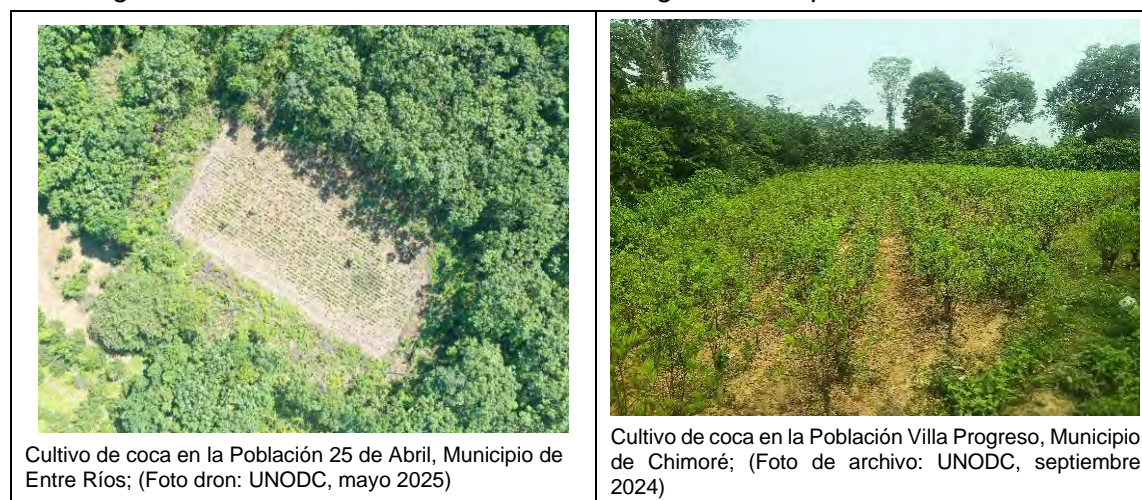 Cultivo de coca en la Población 25 de Abril, Municipio de
Entre Ríos; (Foto dron: UNODC, mayo 2025)
Cultivo de coca en la Población Villa Progreso, Municipio
de Chimoré; (Foto de archivo: UNODC, septiembre
2024)